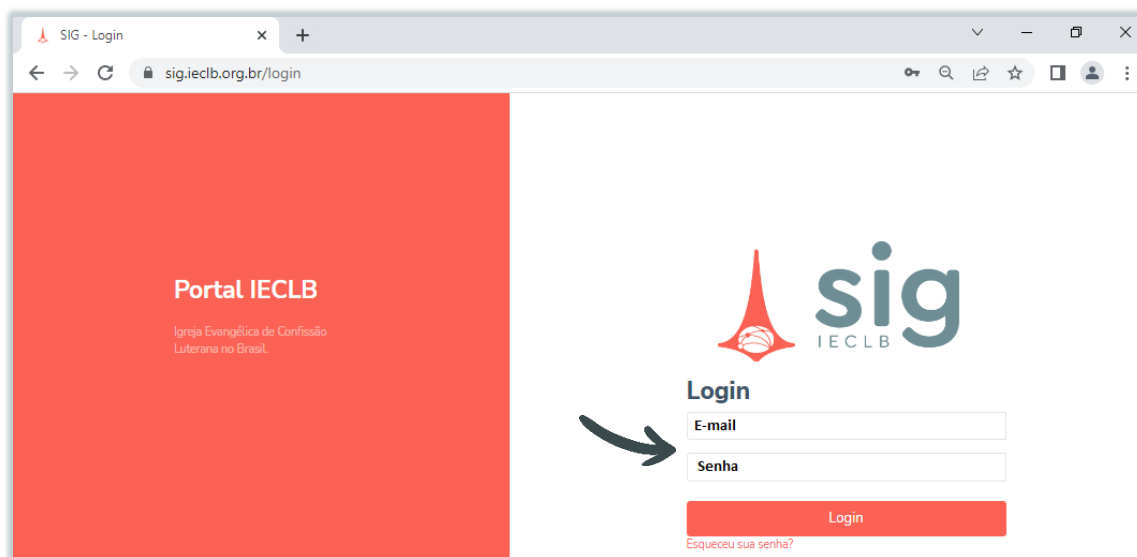 SIG - Login
sig.ieclb.org.br/login
Portal IECLB
Igreja Evangélica de Confissão
Luterana no Brasil.
sig
IECLB
Login
E-mail
Senha
Login
Esqueceu sua senha?